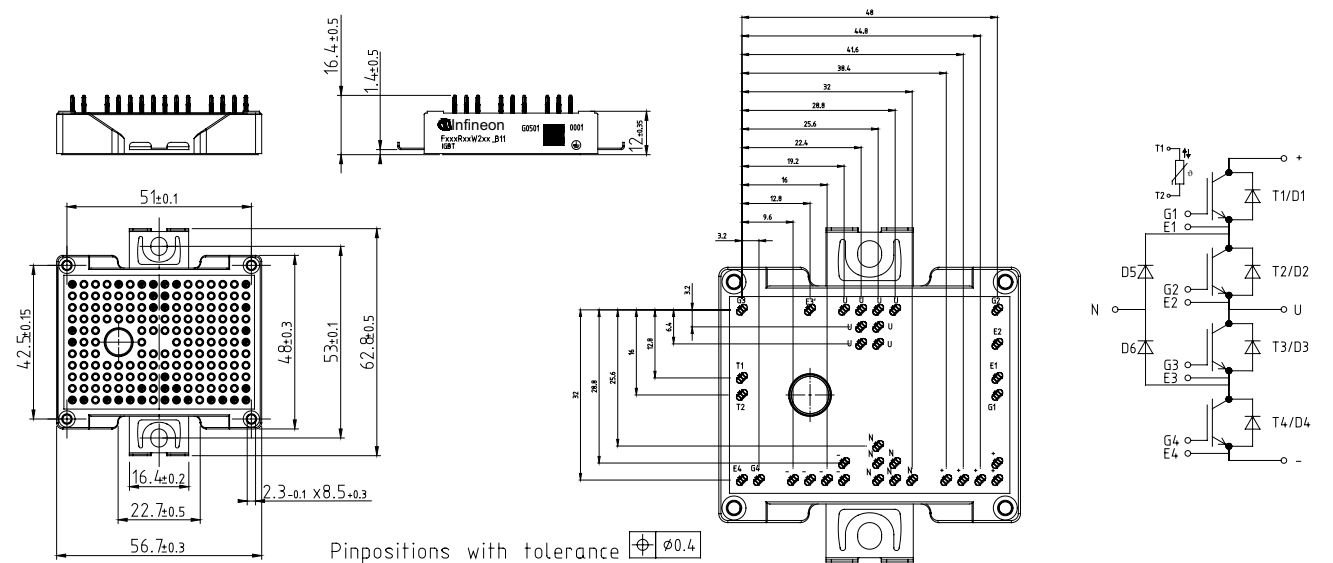 16.4±0.5
1.4±0.5
Infineon
G0501
0001
FxxxRxxW2xx_B11
IGBT
12±0.35
51±0.1
42.5±0.15
48±0.3
53±0.1
62.8±0.5
16.4±0.2
2.3-0.1 x8.5+0.3
22.7±0.5
56.7±0.3
Pinpositions with tolerance ⌖ Ø0.4
48
44.8
41.6
38.4
32
28.8
25.6
22.4
19.2
16
12.8
9.6
3.2
3.2
6.4
12.8
16
25.6
28.8
32
G3
E3'
U U U U
G2
U U
U U
E2
T1
E1
T2
G1
N
- N N +
E4 G4 - - - N N + + +
T1
T2
ϑ
+
G1
E1
T1/D1
D5
G2
E2
T2/D2
N
U
D6
G3
E3
T3/D3
G4
E4
T4/D4
-